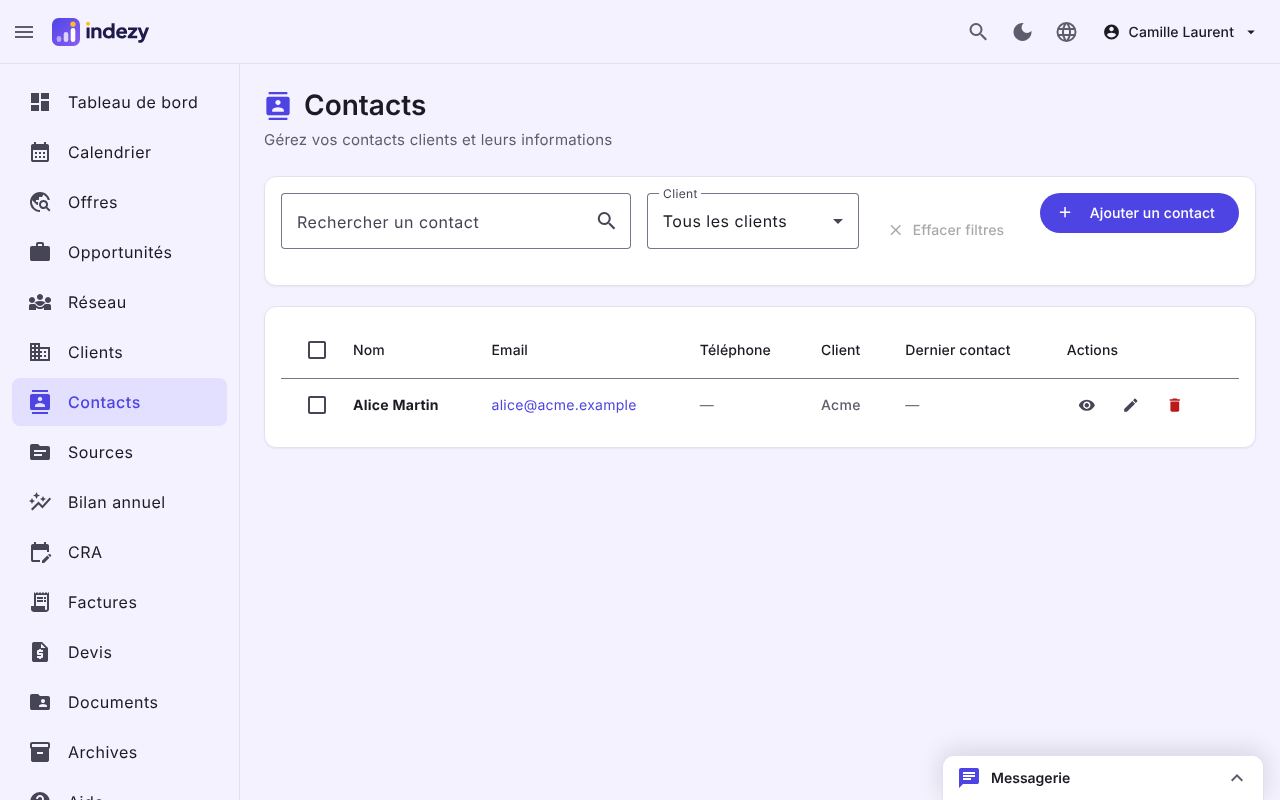 indezy
Camille Laurent
Tableau de bord
Calendrier
Offres
Opportunités
Réseau
Clients
Contacts
Sources
Bilan annuel
CRA
Factures
Devis
Documents
Archives
Aide
Contacts
Gérez vos contacts clients et leurs informations
Rechercher un contact
Client
Tous les clients
Effacer filtres
Ajouter un contact
Nom Email Téléphone Client Dernier contact Actions
Alice Martin alice@acme.example — Acme —
Messagerie